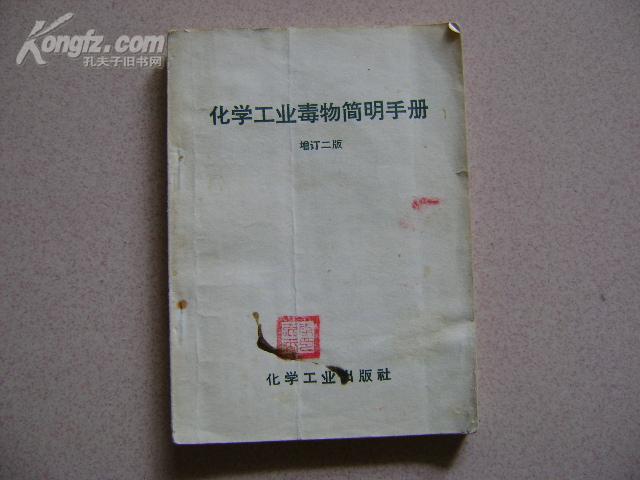 Kongfz.com
孔夫子旧书网
化学工业毒物简明手册
增订二版
化学工业出版社